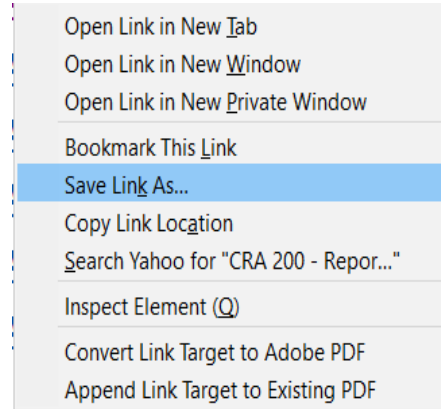 Open Link in New Tab
Open Link in New Window
Open Link in New Private Window
Bookmark This Link
Save Link As...
Copy Link Location
Search Yahoo for "CRA 200 - Repor..."
Inspect Element (Q)
Convert Link Target to Adobe PDF
Append Link Target to Existing PDF